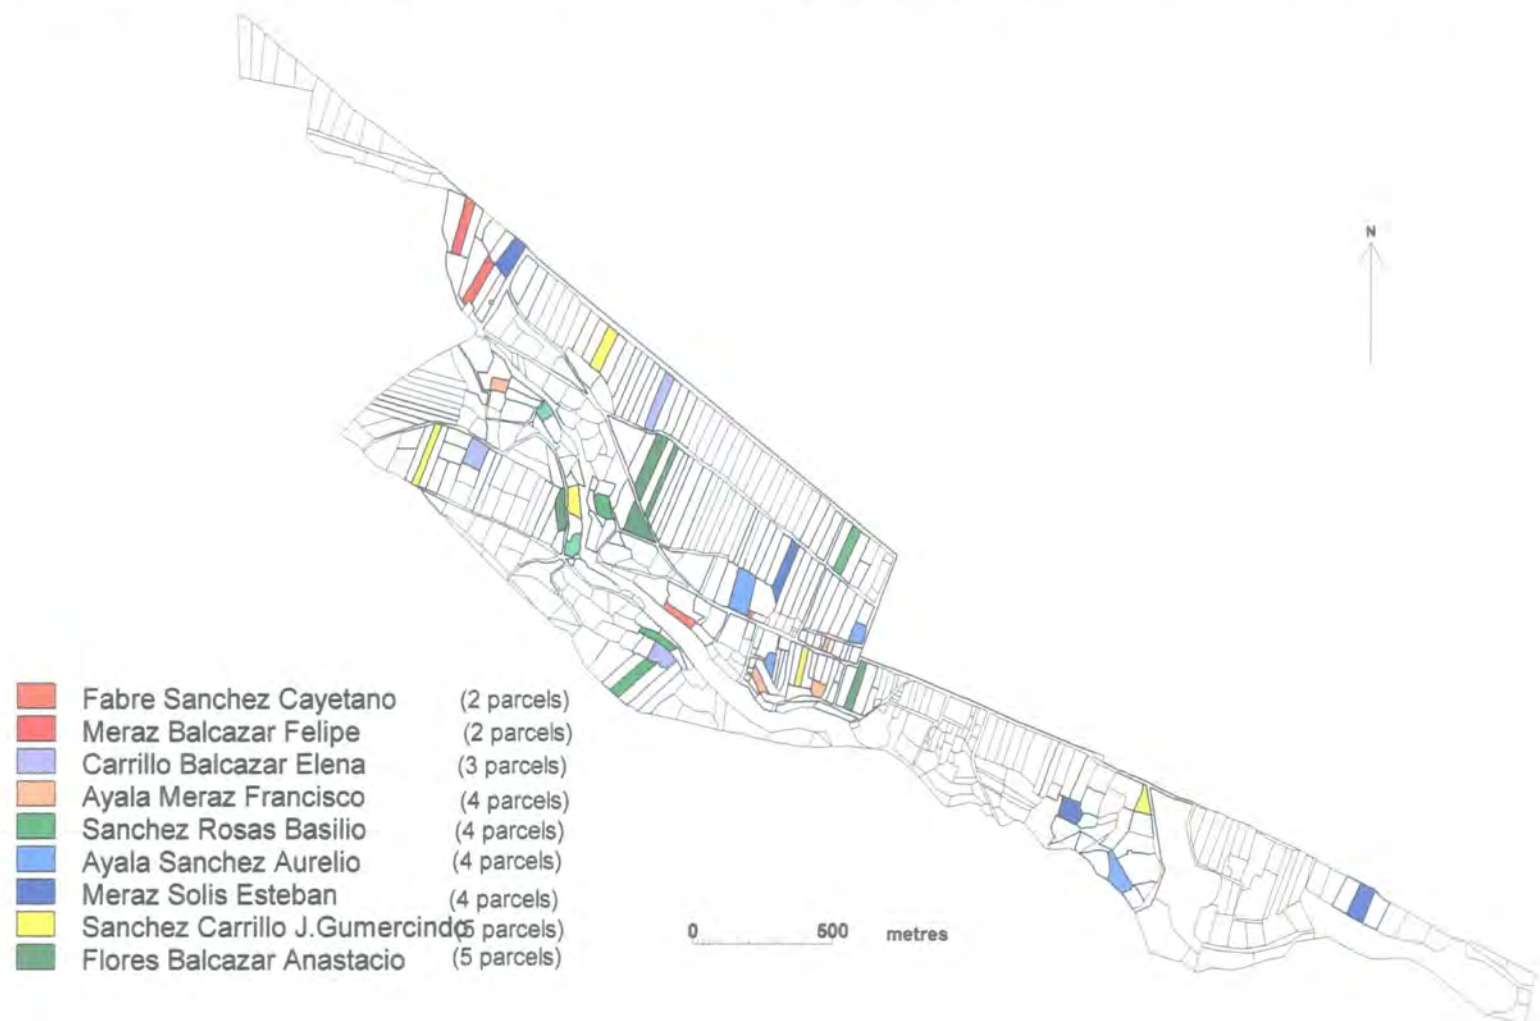 N
Fabre Sanchez Cayetano (2 parcels)
Meraz Balcazar Felipe (2 parcels)
Carrillo Balcazar Elena (3 parcels)
Ayala Meraz Francisco (4 parcels)
Sanchez Rosas Basilio (4 parcels)
Ayala Sanchez Aurelio (4 parcels)
Meraz Solis Esteban (4 parcels)
Sanchez Carrillo J.Gumercindo (5 parcels)
Flores Balcazar Anastacio (5 parcels)
0 500 metres